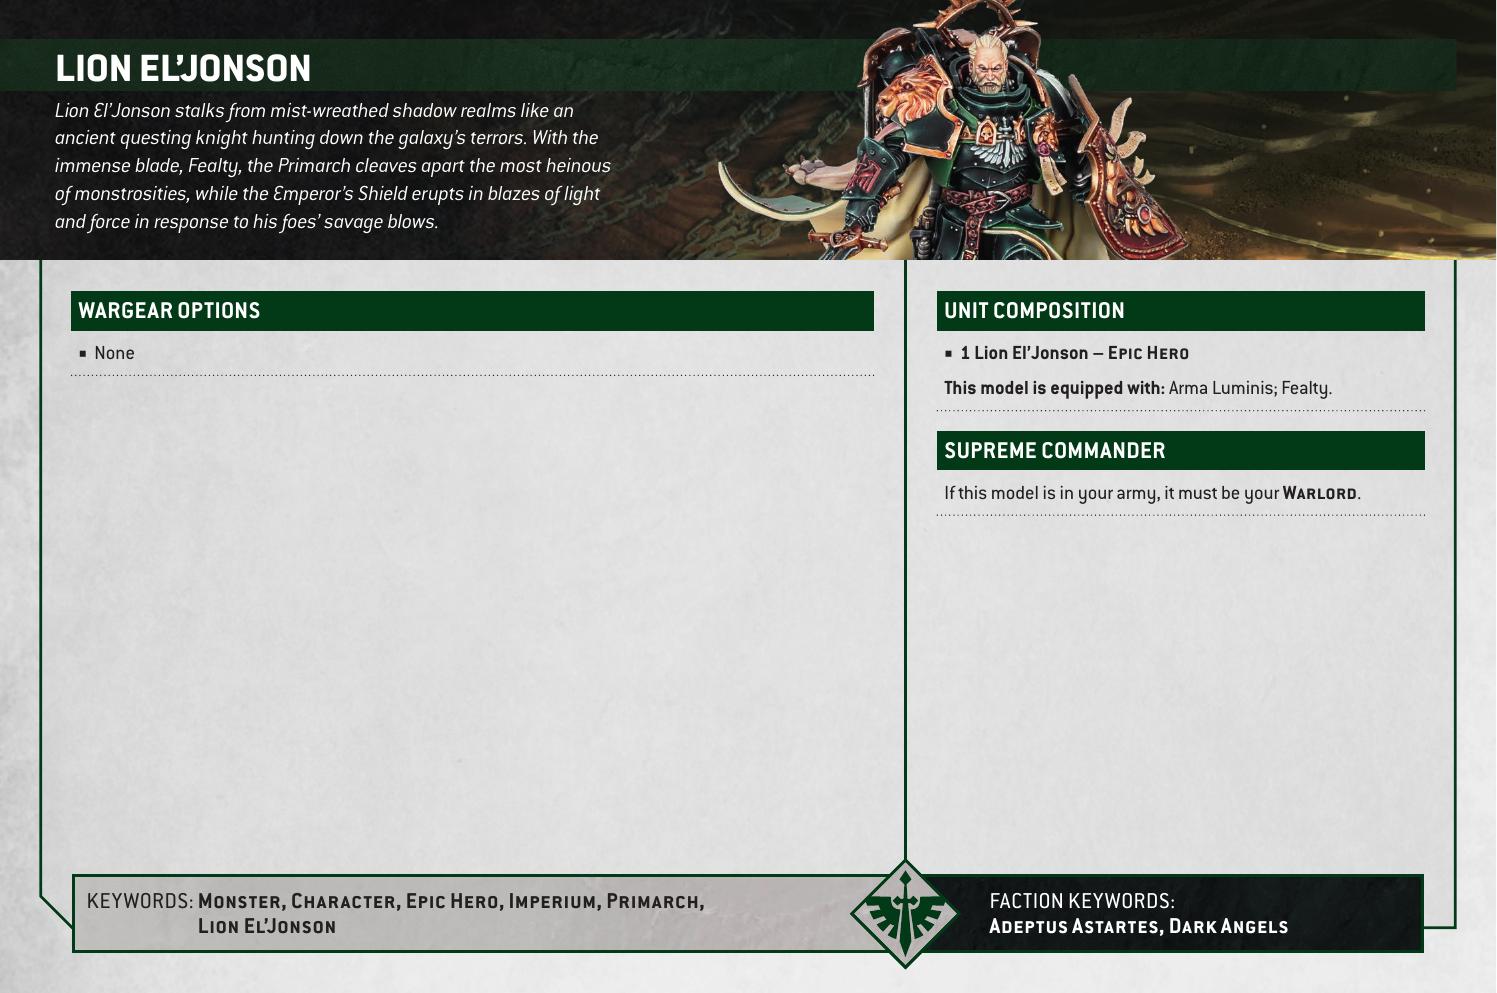 LION EL’JONSON
Lion El’Jonson stalks from mist-wreathed shadow realms like an
ancient questing knight hunting down the galaxy’s terrors. With the
immense blade, Fealty, the Primarch cleaves apart the most heinous
of monstrosities, while the Emperor’s Shield erupts in blazes of light
and force in response to his foes’ savage blows.
WARGEAR OPTIONS
▪ None
UNIT COMPOSITION
▪ 1 Lion El’Jonson – EPIC HERO
This model is equipped with: Arma Luminis; Fealty.
SUPREME COMMANDER
If this model is in your army, it must be your WARLORD.
KEYWORDS: MONSTER, CHARACTER, EPIC HERO, IMPERIUM, PRIMARCH,
LION EL’JONSON
FACTION KEYWORDS:
ADEPTUS ASTARTES, DARK ANGELS